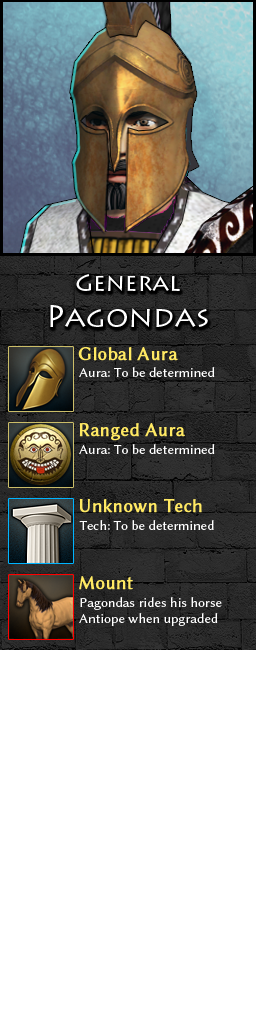 General
Pagondas
Global Aura
Aura: To be determined
Ranged Aura
Aura: To be determined
Unknown Tech
Tech: To be determined
Mount
Pagondas rides his horse
Antiope when upgraded